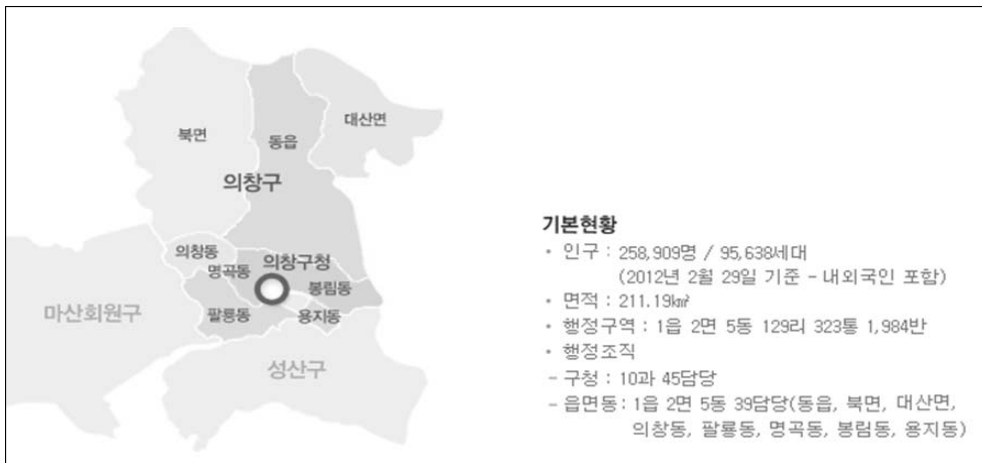 북면
동읍
대산면
의창구
의창동
명곡동
의창구청
봉림동
팔룡동
용지동
마산회원구
성산구
기본현황
· 인구 : 258,909명 / 95,638세대
(2012년 2월 29일 기준 - 내외국인 포함)
· 면적 : 211.19㎢
· 행정구역 : 1읍 2면 5동 129리 323통 1,984반
· 행정조직
- 구청 : 10과 45담당
- 읍면동 : 1읍 2면 5동 39담당(동읍, 북면, 대산면,
의창동, 팔룡동, 명곡동, 봉림동, 용지동)